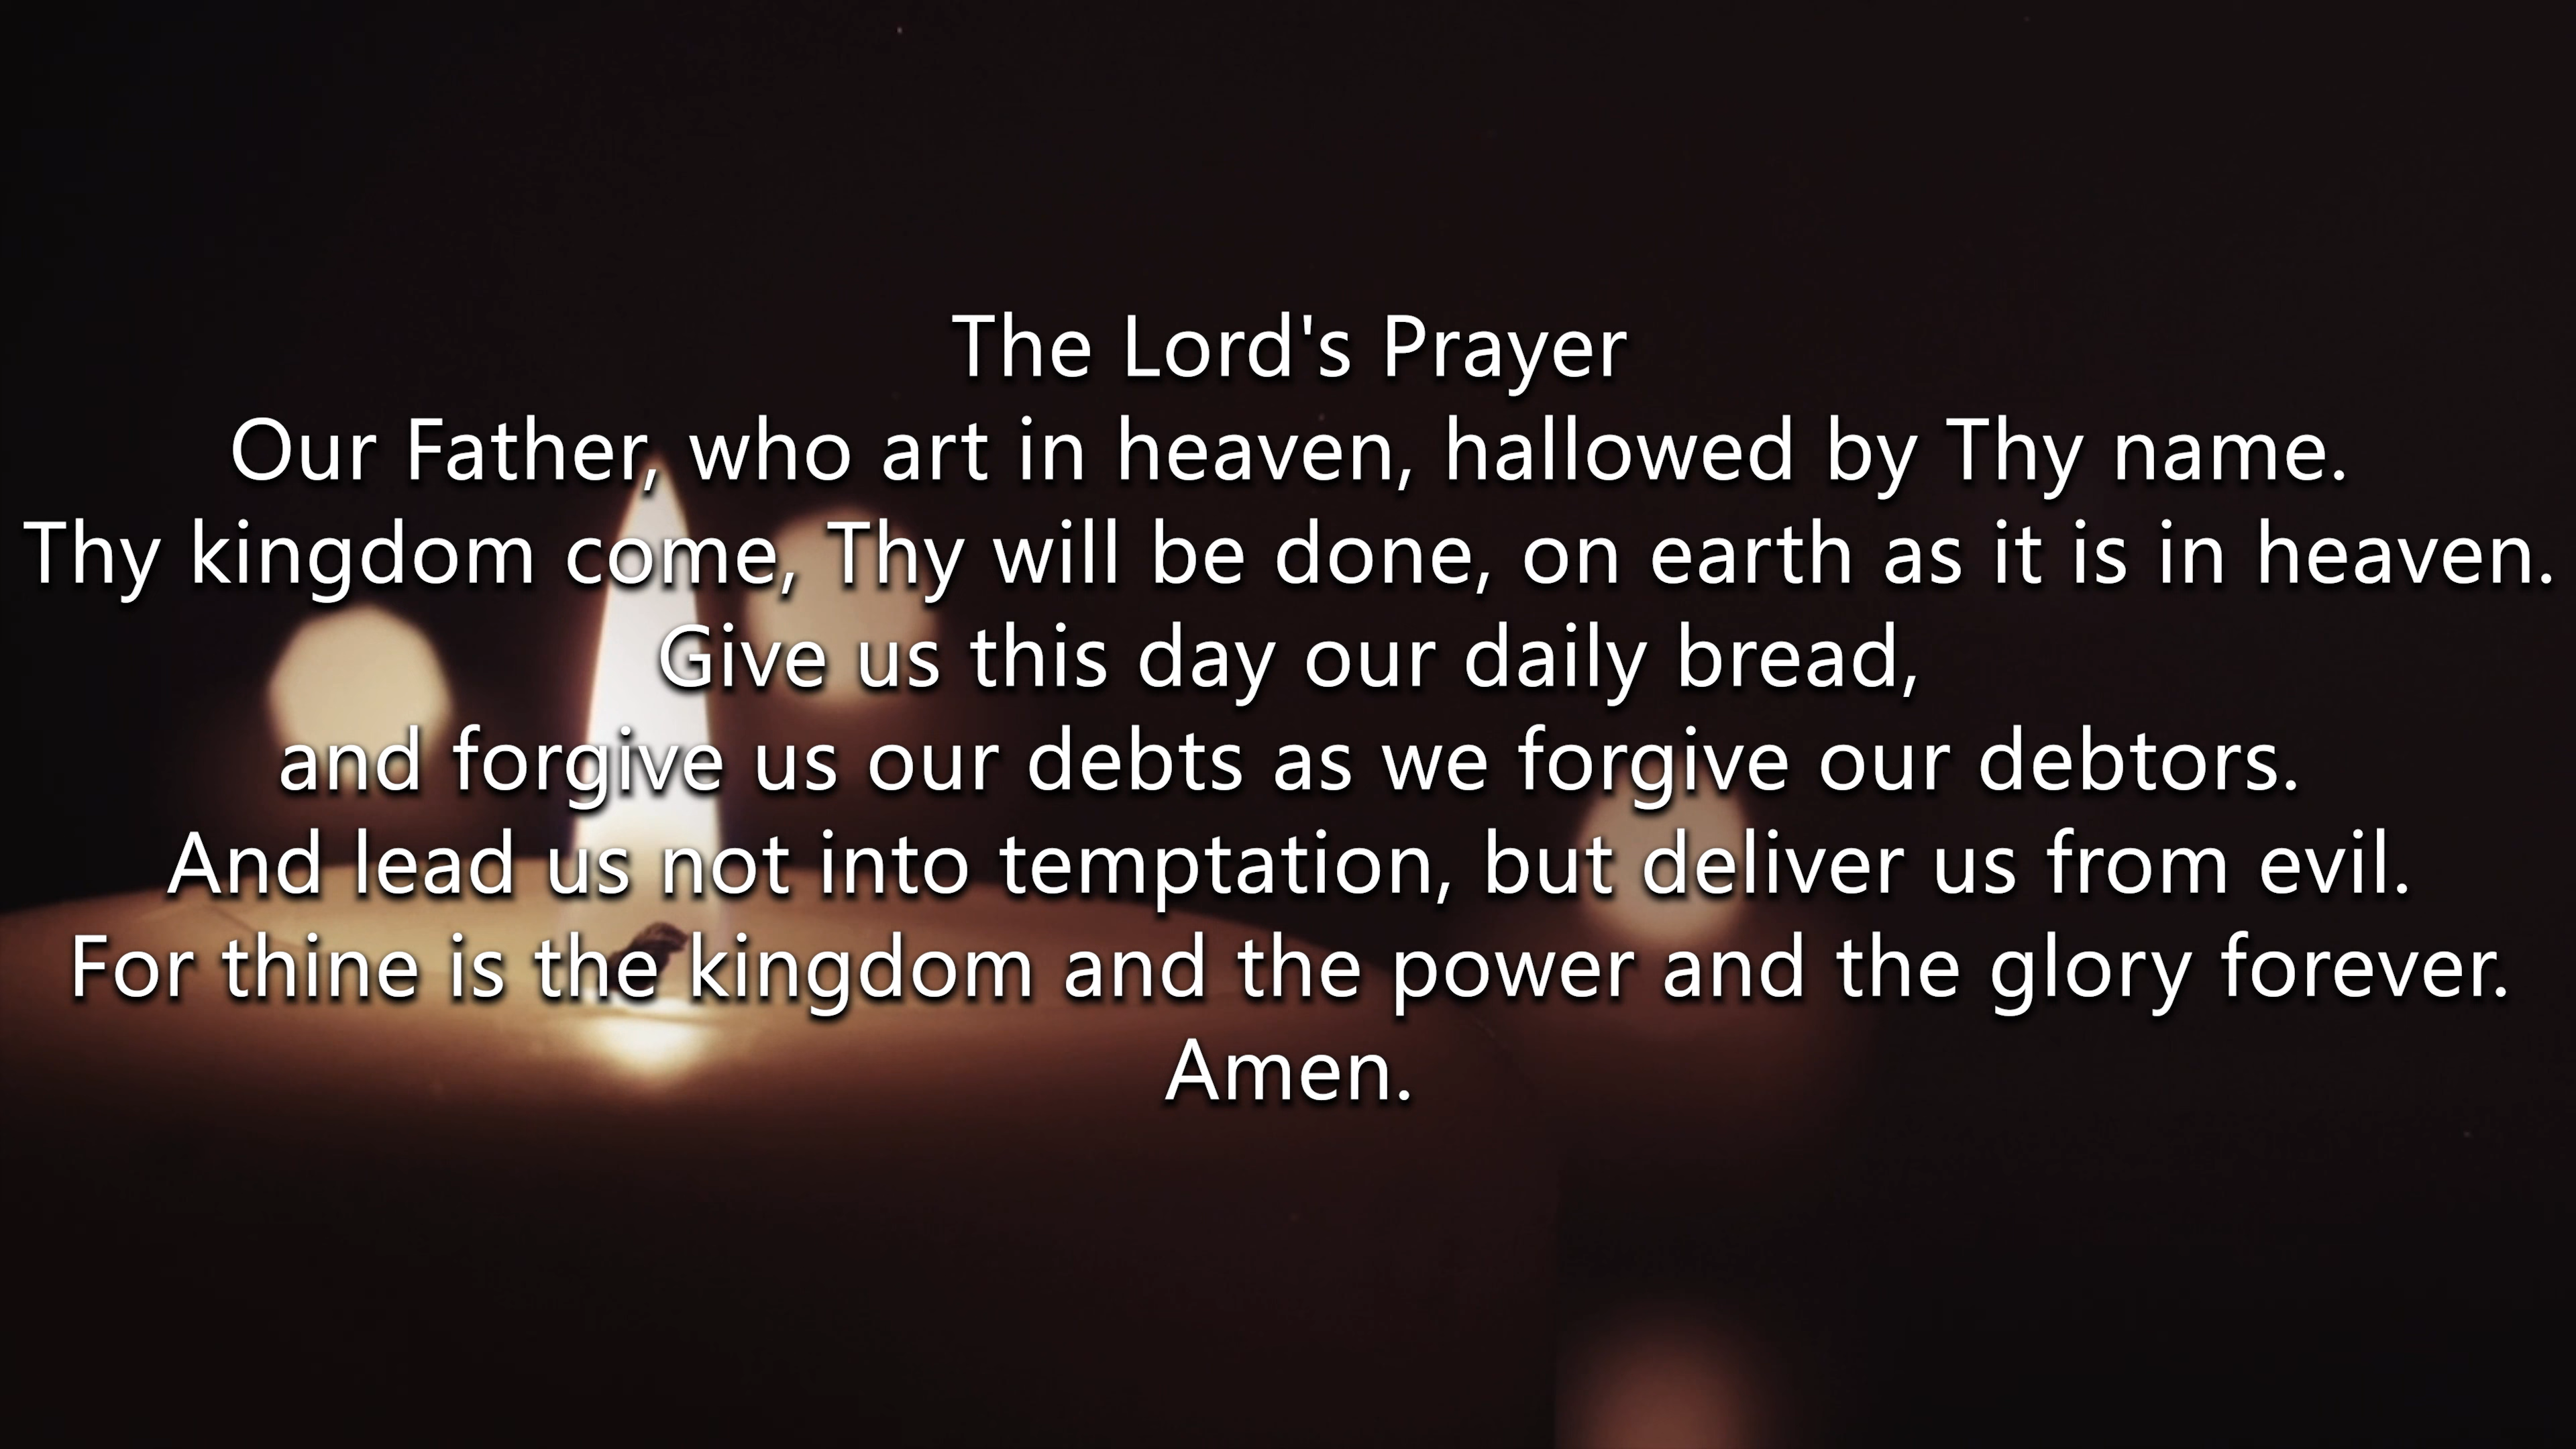 The Lord's Prayer
Our Father, who art in heaven, hallowed by Thy name.
Thy kingdom come, Thy will be done, on earth as it is in heaven.
Give us this day our daily bread,
and forgive us our debts as we forgive our debtors.
And lead us not into temptation, but deliver us from evil.
For thine is the kingdom and the power and the glory forever.
Amen.